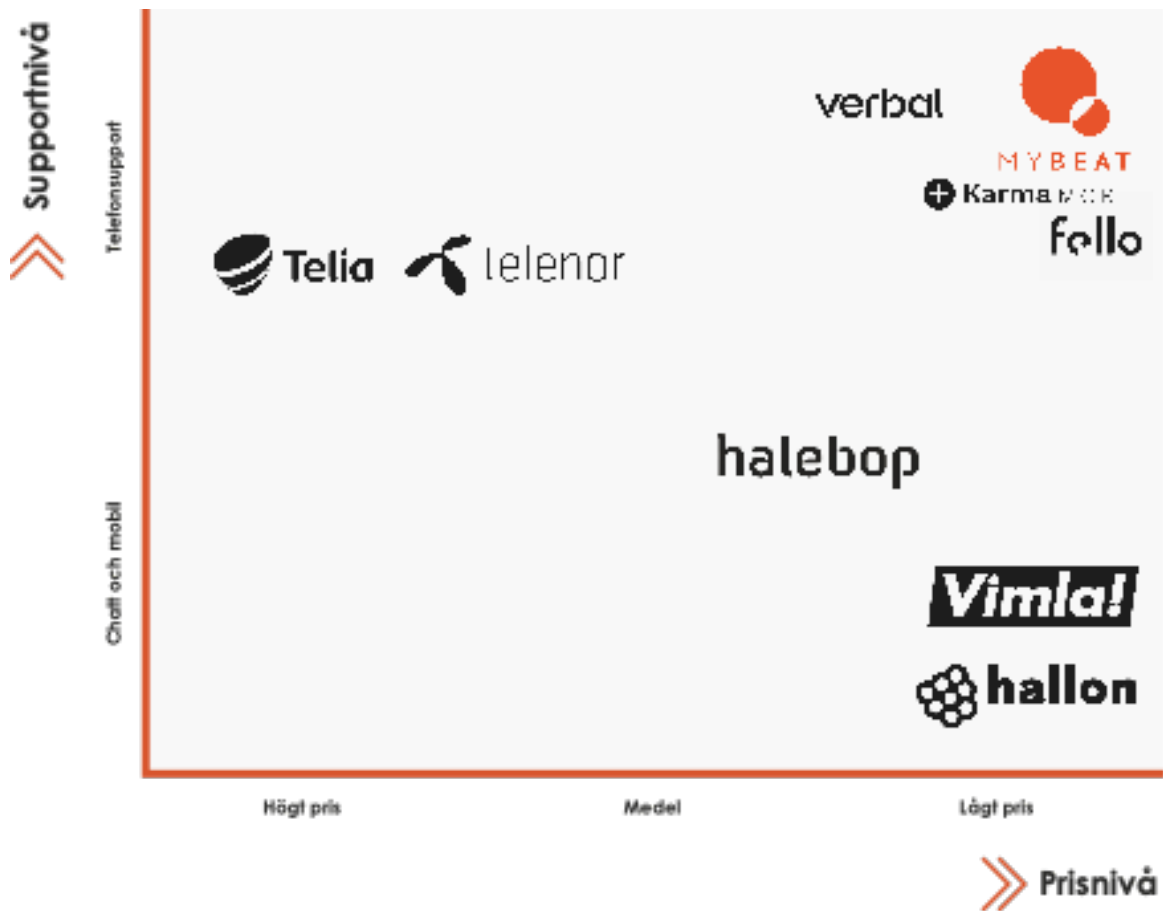 Supportnivå
Telefonsupport
Chatt och mobil
verbal
MYBEAT
Karma
fello
Telia
telenor
halebop
Vimla!
hallon
Högt pris
Medel
Lågt pris
Prisnivå